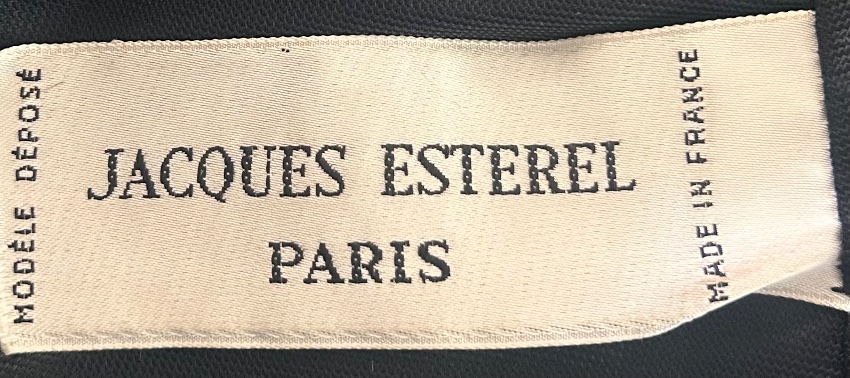 MODÈLE DÉPOSÉ
JACQUES ESTEREL
PARIS
MADE IN FRANCE